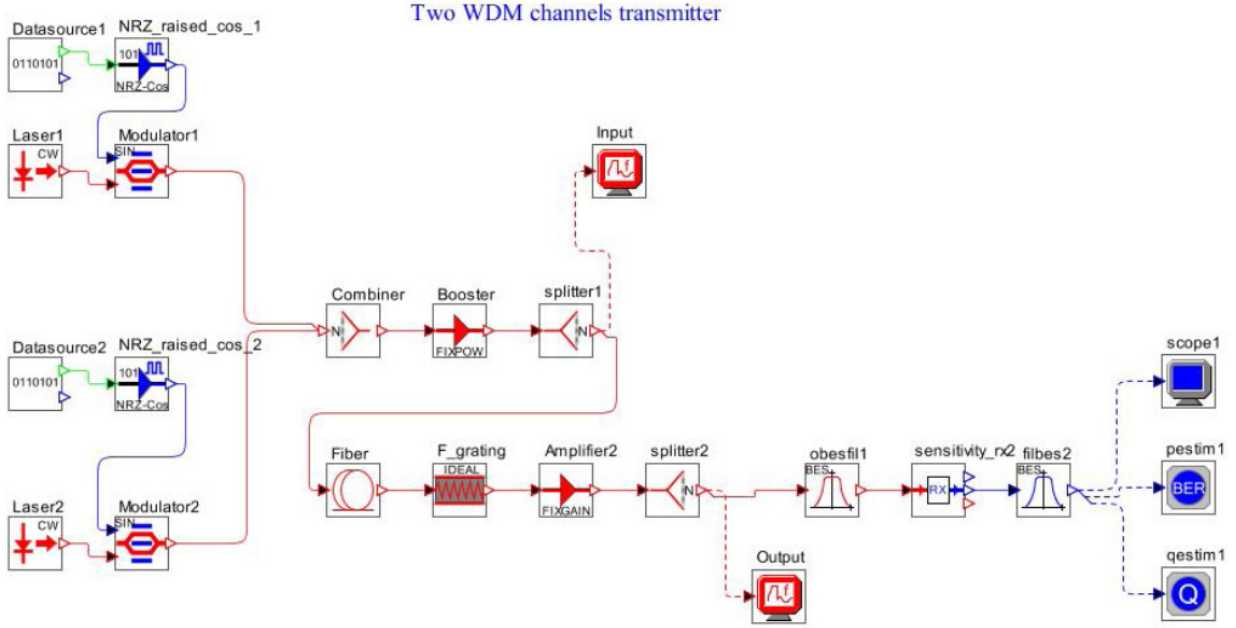 Two WDM channels transmitter
Datasource1
NRZ_raised_cos_1
0110101
101
NRZ-Cos
Laser1
CW
Modulator1
SIN
Input
f
Combiner
N
Booster
FIXPOW
splitter1
N
Datasource2
NRZ_raised_cos_2
0110101
101
NRZ-Cos
scope1
Fiber
F_grating
IDEAL
Amplifier2
FIXGAIN
splitter2
N
obesfil1
BES
sensitivity_rx2
RX
filbes2
BES
pestim1
BER
Laser2
CW
Modulator2
SIN
Output
f
qestim1
Q